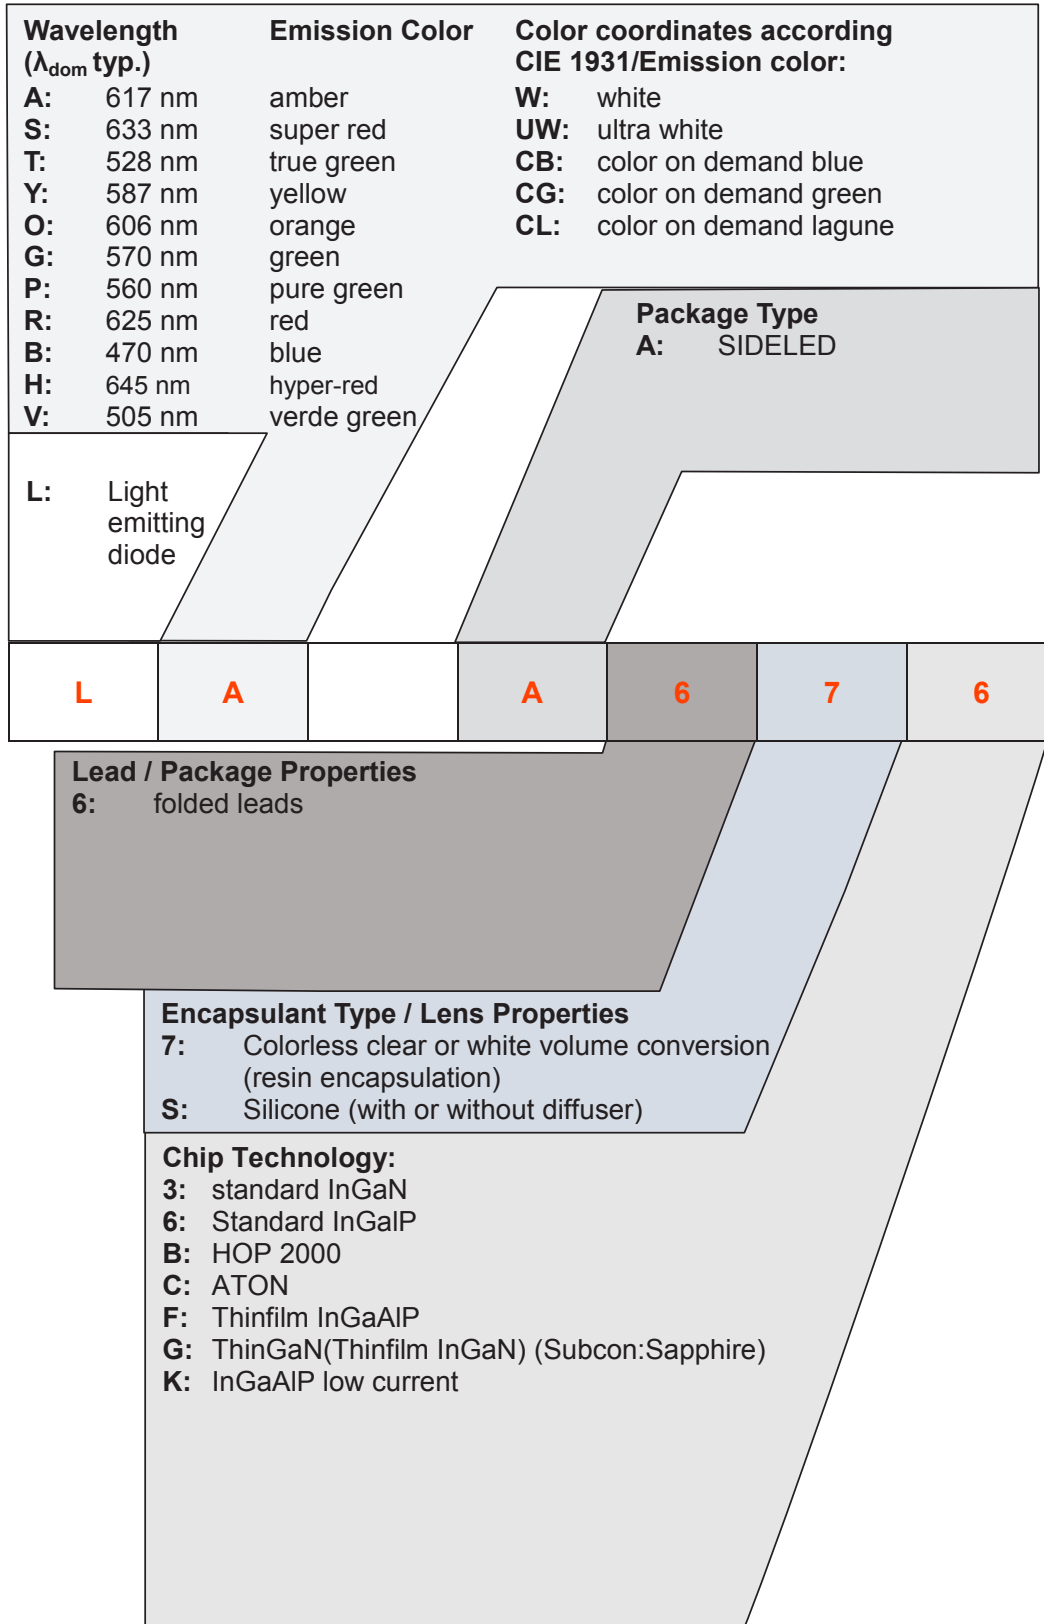 Wavelength Emission Color
(λdom typ.)
A: 617 nm amber
S: 633 nm super red
T: 528 nm true green
Y: 587 nm yellow
O: 606 nm orange
G: 570 nm green
P: 560 nm pure green
R: 625 nm red
B: 470 nm blue
H: 645 nm hyper-red
V: 505 nm verde green
Color coordinates according
CIE 1931/Emission color:
W: white
UW: ultra white
CB: color on demand blue
CG: color on demand green
CL: color on demand lagune
Package Type
A: SIDELED
L: Light
emitting
diode
L A A 6 7 6
Lead / Package Properties
6: folded leads
Encapsulant Type / Lens Properties
7: Colorless clear or white volume conversion
(resin encapsulation)
S: Silicone (with or without diffuser)
Chip Technology:
3: standard InGaN
6: Standard InGalP
B: HOP 2000
C: ATON
F: Thinfilm InGaAlP
G: ThinGaN(Thinfilm InGaN) (Subcon:Sapphire)
K: InGaAlP low current